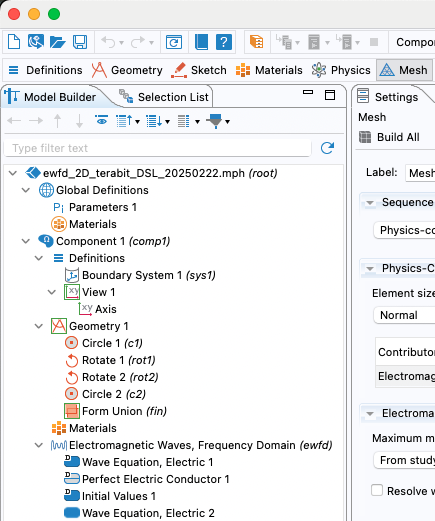 Compo
Definitions Geometry Sketch Materials Physics Mesh
Model Builder Selection List
Settings
Mesh
Build All
Type filter text
Label: Mesh
ewfd_2D_terabit_DSL_20250222.mph (root)
Global Definitions
Pi Parameters 1
Materials
Component 1 (comp1)
Definitions
Boundary System 1 (sys1)
xy View 1
xy Axis
Geometry 1
Circle 1 (c1)
Rotate 1 (rot1)
Rotate 2 (rot2)
Circle 2 (c2)
Form Union (fin)
Materials
Electromagnetic Waves, Frequency Domain (ewfd)
D Wave Equation, Electric 1
D Perfect Electric Conductor 1
D Initial Values 1
Wave Equation, Electric 2
Sequence
Physics-co
Physics-C
Element size
Normal
Contributor
Electromag
Electroma
Maximum m
From study
Resolve w